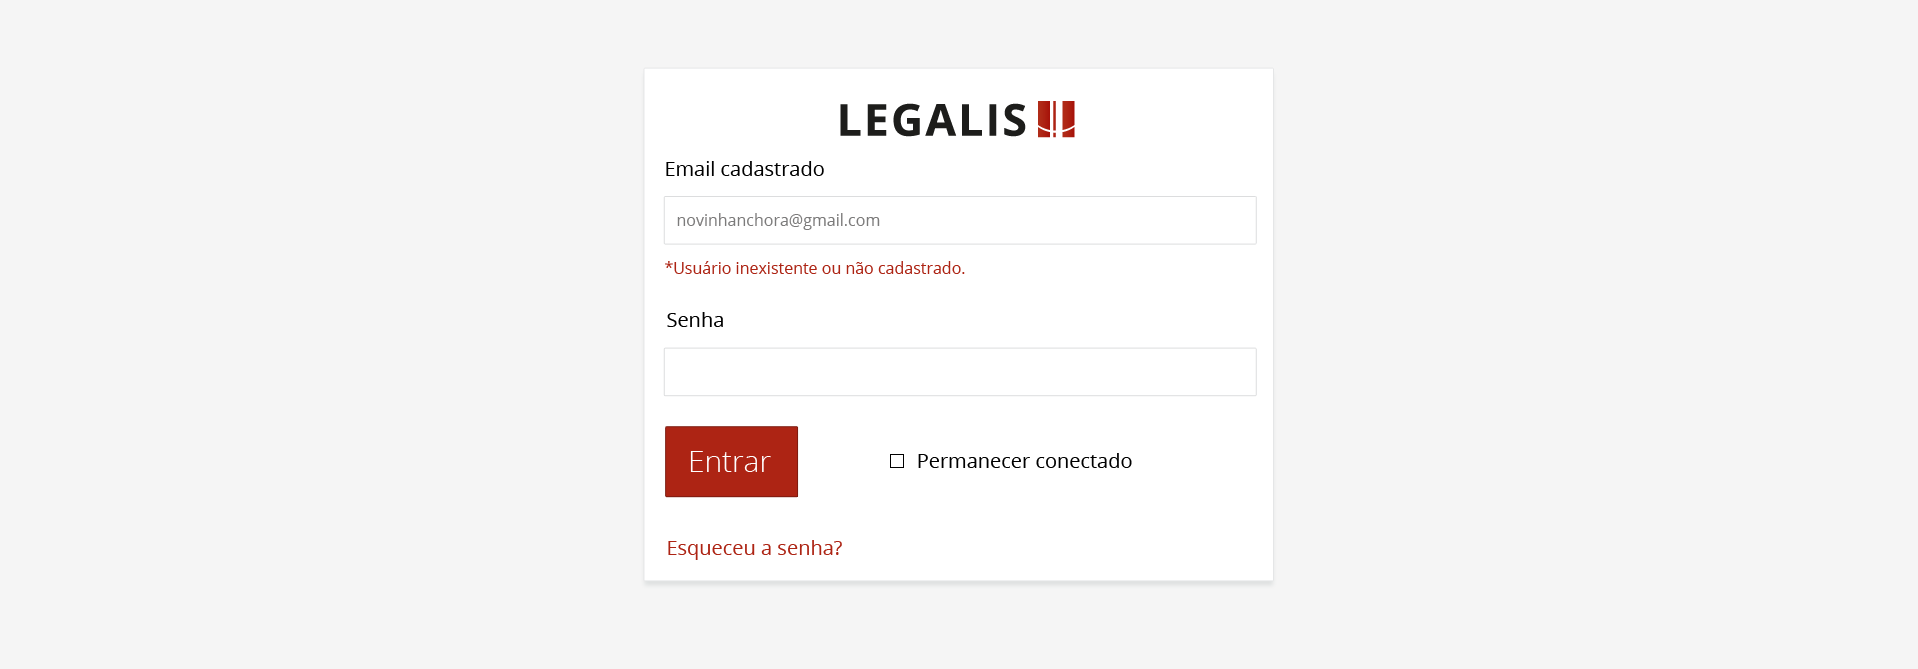 LEGALIS
Email cadastrado
novinhanchora@gmail.com
*Usuário inexistente ou não cadastrado.
Senha
Entrar
Permanecer conectado
Esqueceu a senha?